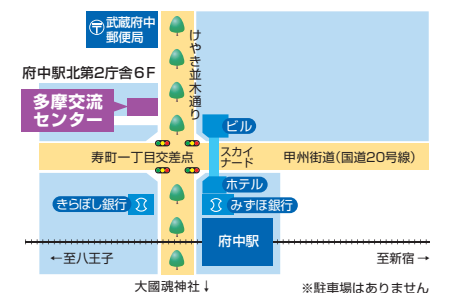 〒武蔵府中
郵便局
けやき並木通り
府中駅北第2庁舎6F
多摩交流
センター
ビル
寿町一丁目交差点
スカイ
ナード
甲州街道(国道20号線)
ホテル
きらぼし銀行
みずほ銀行
府中駅
←至八王子
至新宿→
大國魂神社↓
※駐車場はありません